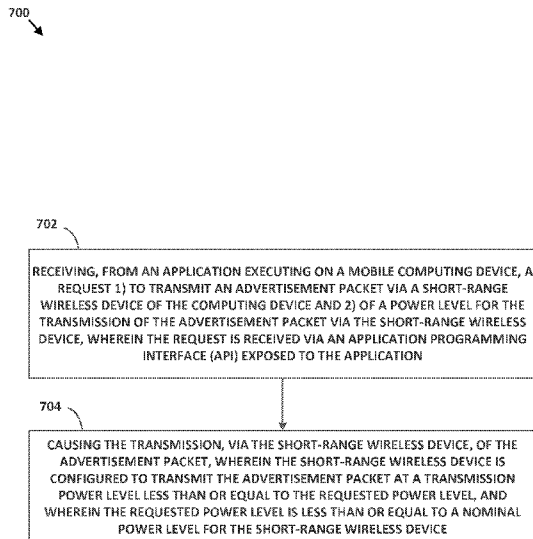 700
702
RECEIVING, FROM AN APPLICATION EXECUTING ON A MOBILE COMPUTING DEVICE, A
REQUEST 1) TO TRANSMIT AN ADVERTISEMENT PACKET VIA A SHORT-RANGE
WIRELESS DEVICE OF THE COMPUTING DEVICE AND 2) OF A POWER LEVEL FOR THE
TRANSMISSION OF THE ADVERTISEMENT PACKET VIA THE SHORT-RANGE WIRELESS
DEVICE, WHEREIN THE REQUEST IS RECEIVED VIA AN APPLICATION PROGRAMMING
INTERFACE (API) EXPOSED TO THE APPLICATION
704
CAUSING THE TRANSMISSION, VIA THE SHORT-RANGE WIRELESS DEVICE, OF THE
ADVERTISEMENT PACKET, WHEREIN THE SHORT-RANGE WIRELESS DEVICE IS
CONFIGURED TO TRANSMIT THE ADVERTISEMENT PACKET AT A TRANSMISSION
POWER LEVEL LESS THAN OR EQUAL TO THE REQUESTED POWER LEVEL, AND
WHEREIN THE REQUESTED POWER LEVEL IS LESS THAN OR EQUAL TO A NOMINAL
POWER LEVEL FOR THE SHORT-RANGE WIRELESS DEVICE